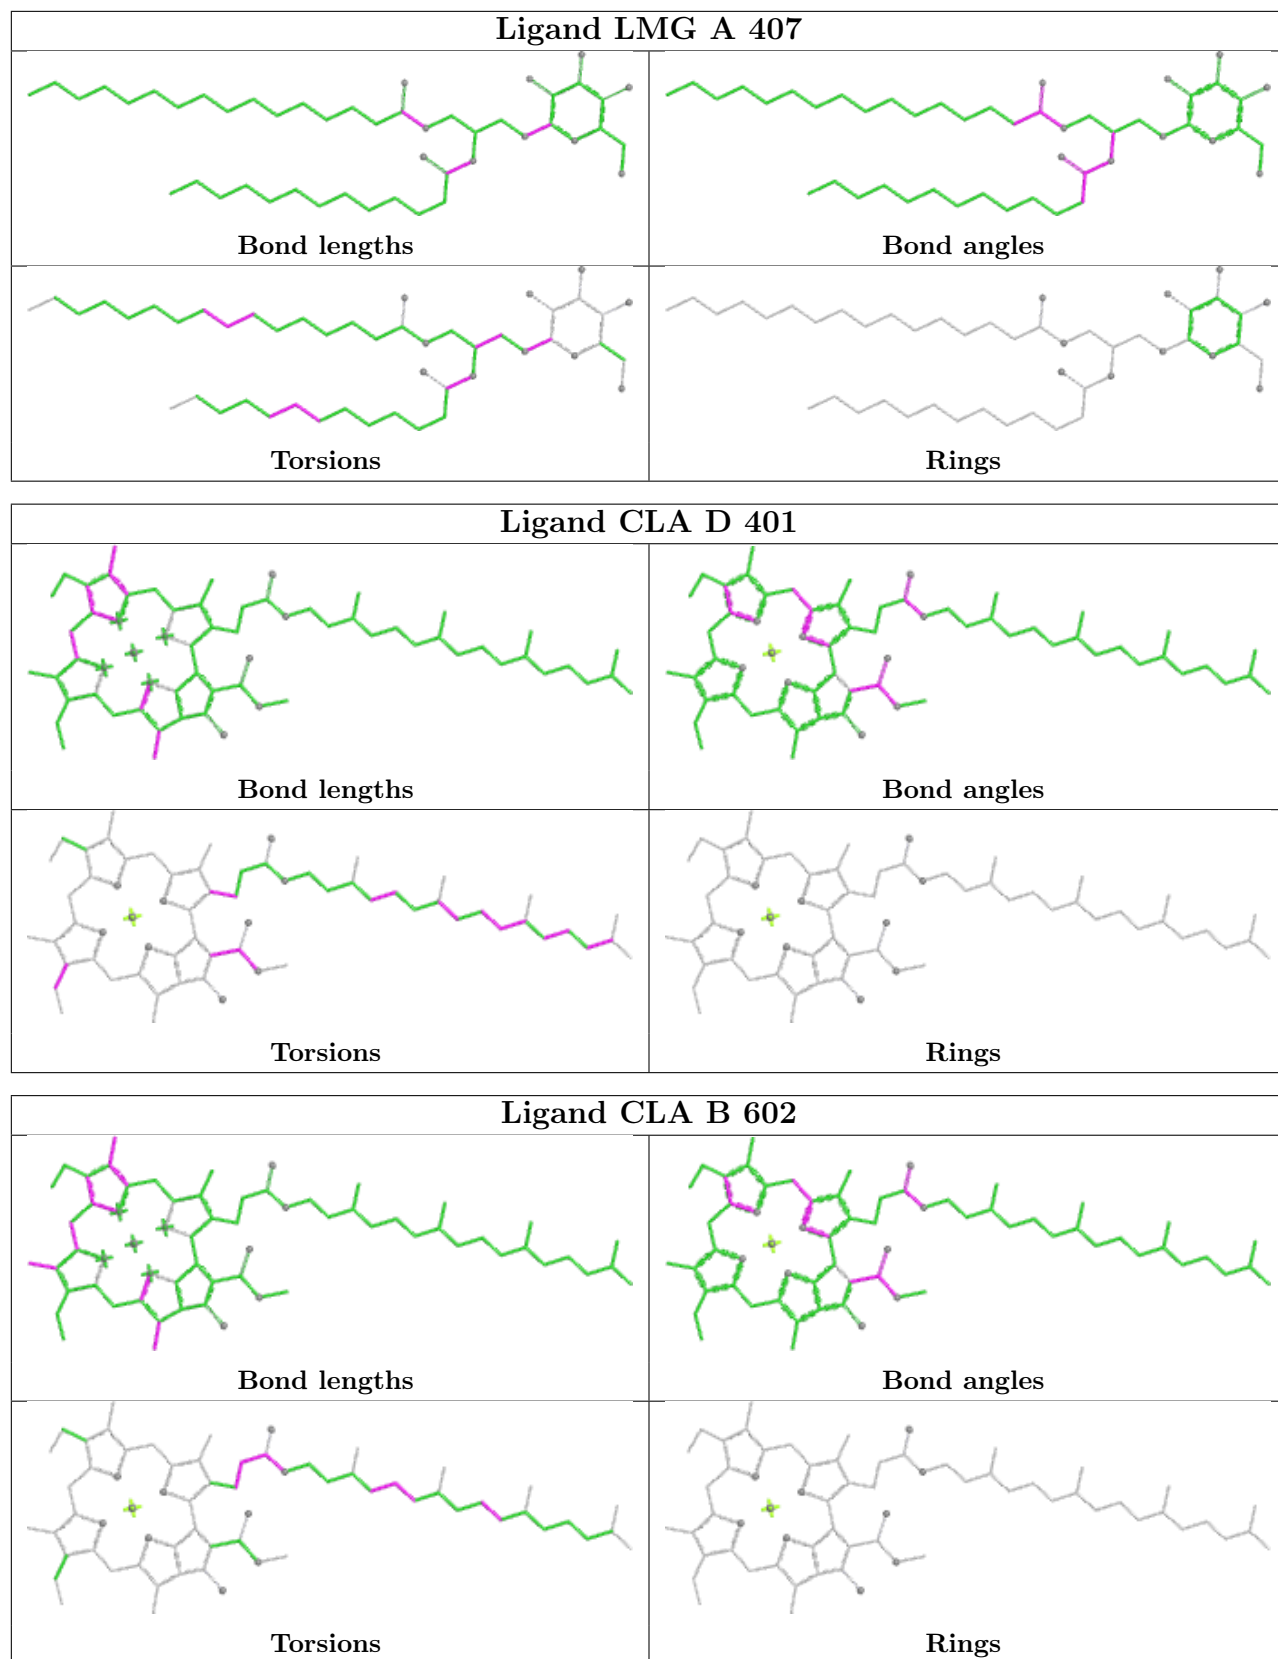 Ligand LMG A 407
Bond lengths
Bond angles
Torsions
Rings
Ligand CLA D 401
Bond lengths
Bond angles
Torsions
Rings
Ligand CLA B 602
Bond lengths
Bond angles
Torsions
Rings